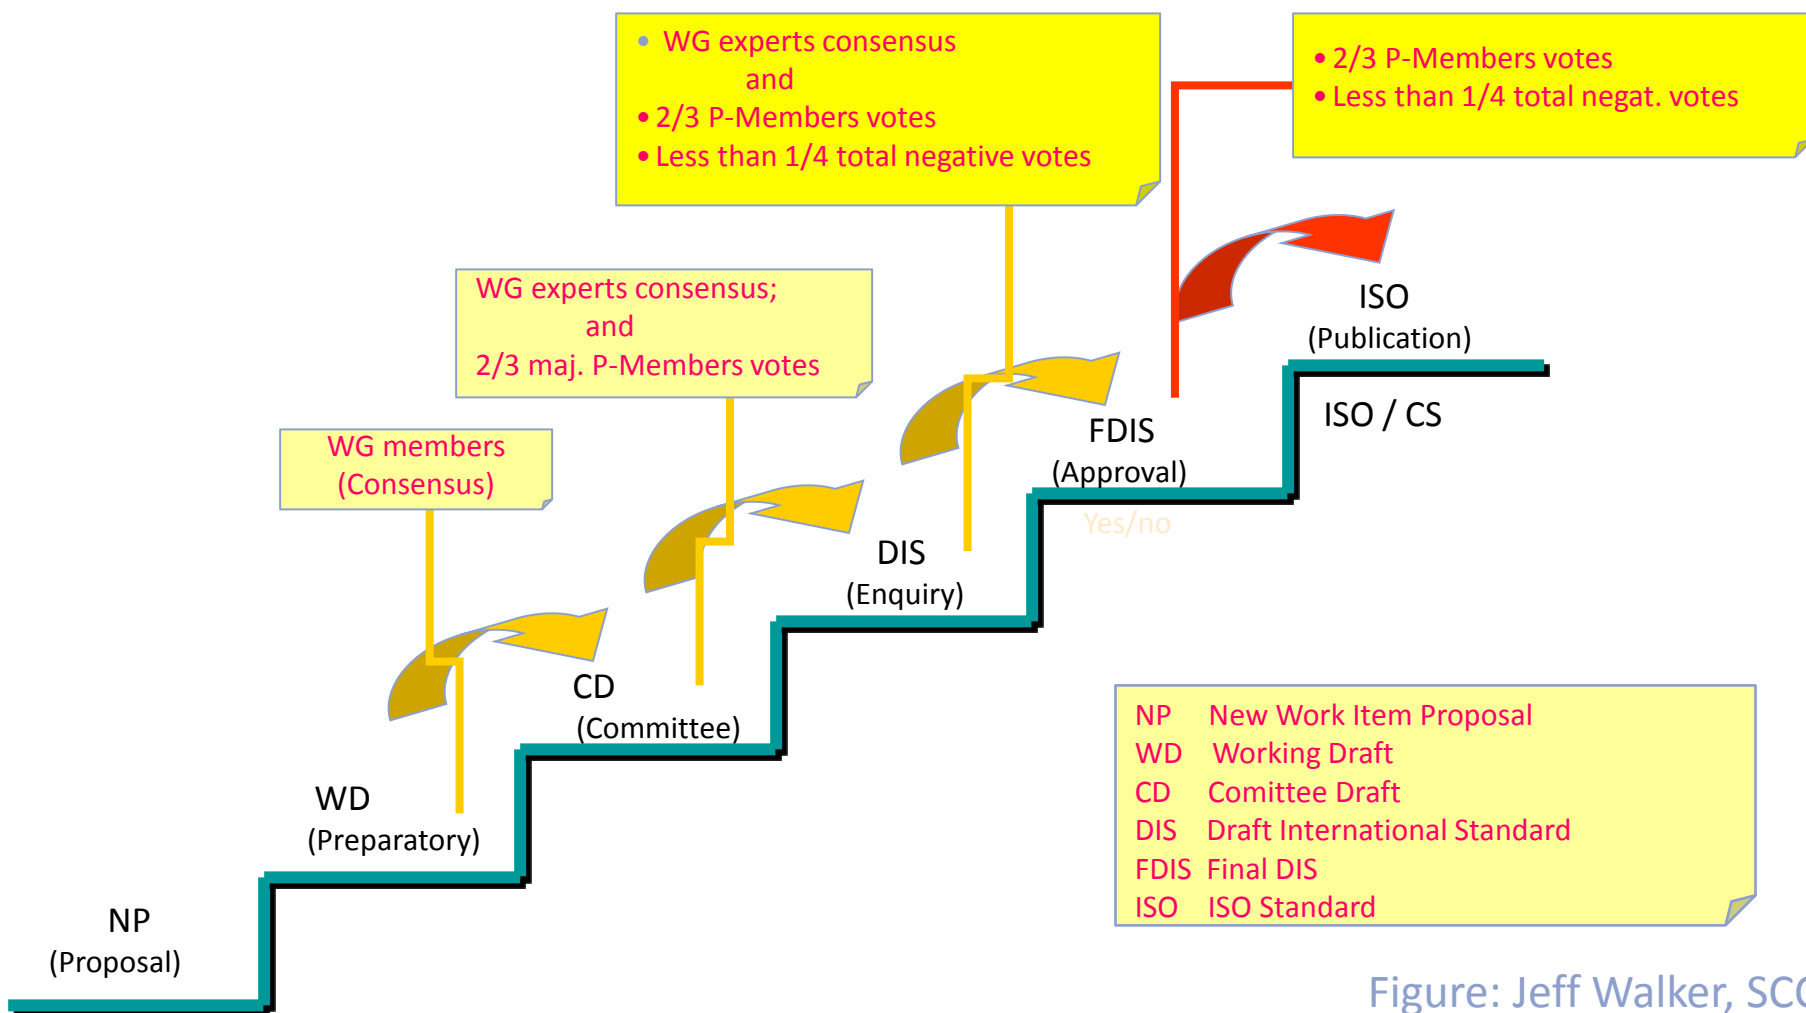 • WG experts consensus
and
• 2/3 P-Members votes
• Less than 1/4 total negative votes
• 2/3 P-Members votes
• Less than 1/4 total negat. votes
WG experts consensus;
and
2/3 maj. P-Members votes
WG members
(Consensus)
ISO
(Publication)
ISO / CS
FDIS
(Approval)
Yes/no
DIS
(Enquiry)
CD
(Committee)
WD
(Preparatory)
NP
(Proposal)
NP New Work Item Proposal
WD Working Draft
CD Comittee Draft
DIS Draft International Standard
FDIS Final DIS
ISO ISO Standard
Figure: Jeff Walker,